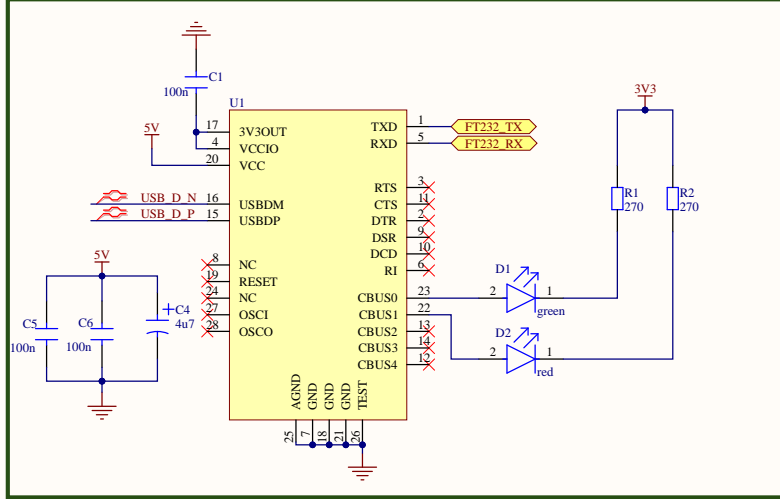 C1
100n
U1
3V3
5V
17
3V3OUT
4
VCCIO
20
VCC
TXD
1
FT232_TX
RXD
5
FT232_RX
USB_D_N
16
USBDM
USB_D_P
15
USBDP
RTS
3
CTS
11
DTR
2
DSR
9
DCD
10
RI
6
R1
270
R2
270
5V
8
NC
19
RESET
24
NC
27
OSCI
28
OSCO
C5
100n
C6
100n
C4
4u7
CBUS0
23
CBUS1
22
CBUS2
13
CBUS3
14
CBUS4
12
D1
2
1
green
D2
2
1
red
AGND
GND
GND
GND
TEST
25
7
18
21
26